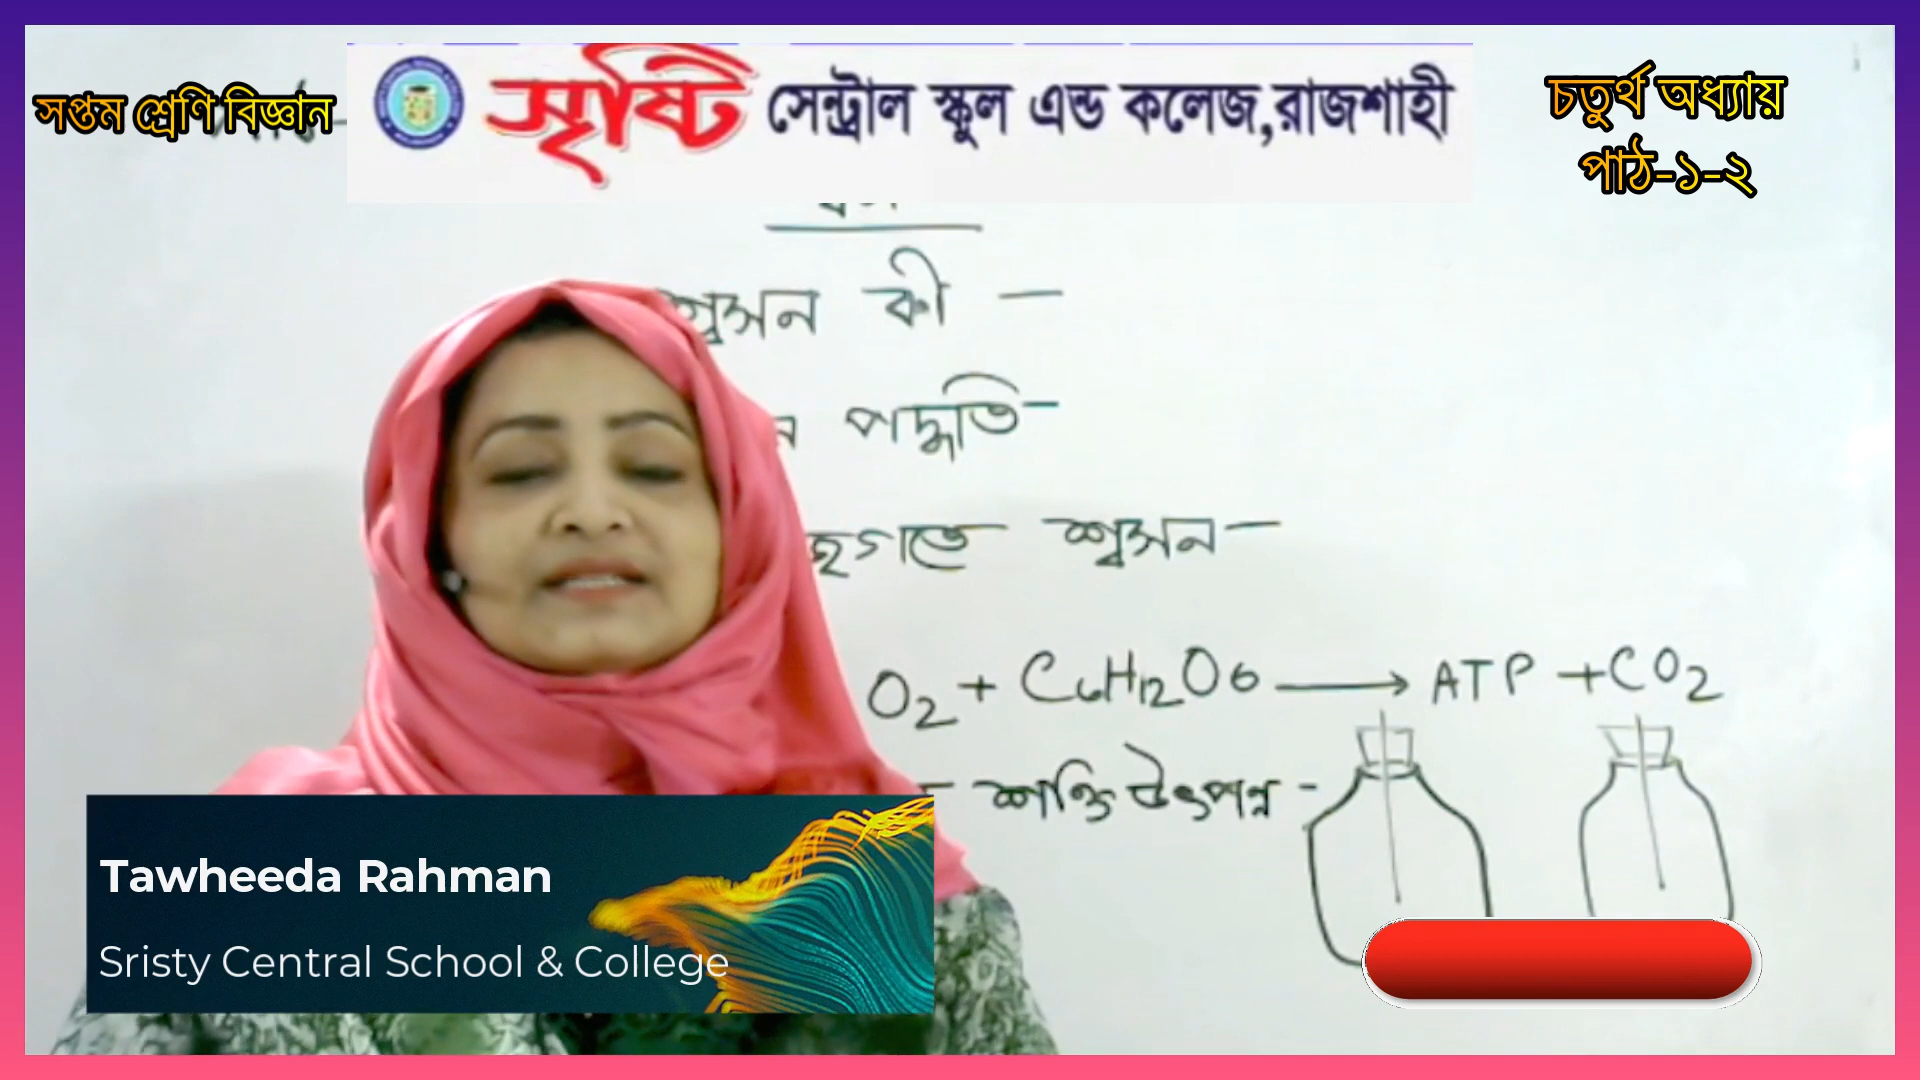 সপ্তম শ্রেণি বিজ্ঞান
সৃষ্টি সেন্ট্রাল স্কুল এন্ড কলেজ,রাজশাহী
চতুর্থ অধ্যায়
পাঠ-১-২
শ্বসন কী —
পদ্ধতি-
শ্বসন-
O2 + C6H12O6 → ATP + CO2
শক্তি উৎপন্ন -
Tawheeda Rahman
Sristy Central School & College